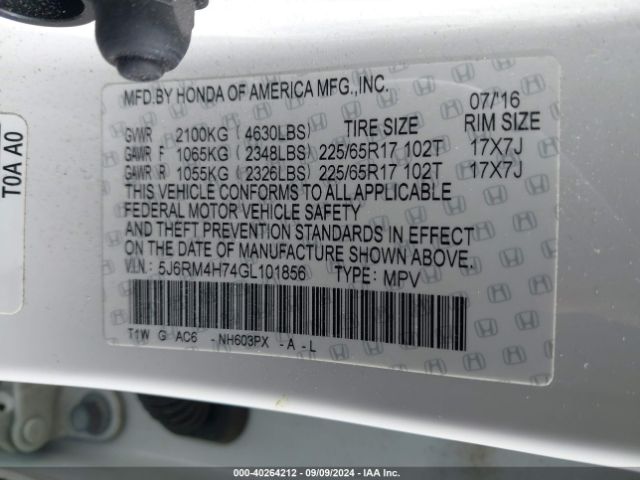 MFD.BY HONDA OF AMERICA MFG.,INC. 07/16
GVWR 2100KG (4630LBS) TIRE SIZE RIM SIZE
GAWR F 1065KG (2348LBS) 225/65R17 102T 17X7J
GAWR R 1055KG (2326LBS) 225/65R17 102T 17X7J
THIS VEHICLE CONFORMS TO ALL APPLICABLE
FEDERAL MOTOR VEHICLE SAFETY
AND THEFT PREVENTION STANDARDS IN EFFECT
ON THE DATE OF MANUFACTURE SHOWN ABOVE.
V.I.N.: 5J6RM4H74GL101856 TYPE: MPV
T1W G AC6 - NH603PX - A - L
T0A A0
000-40264212 - 09/09/2024 - IAA Inc.